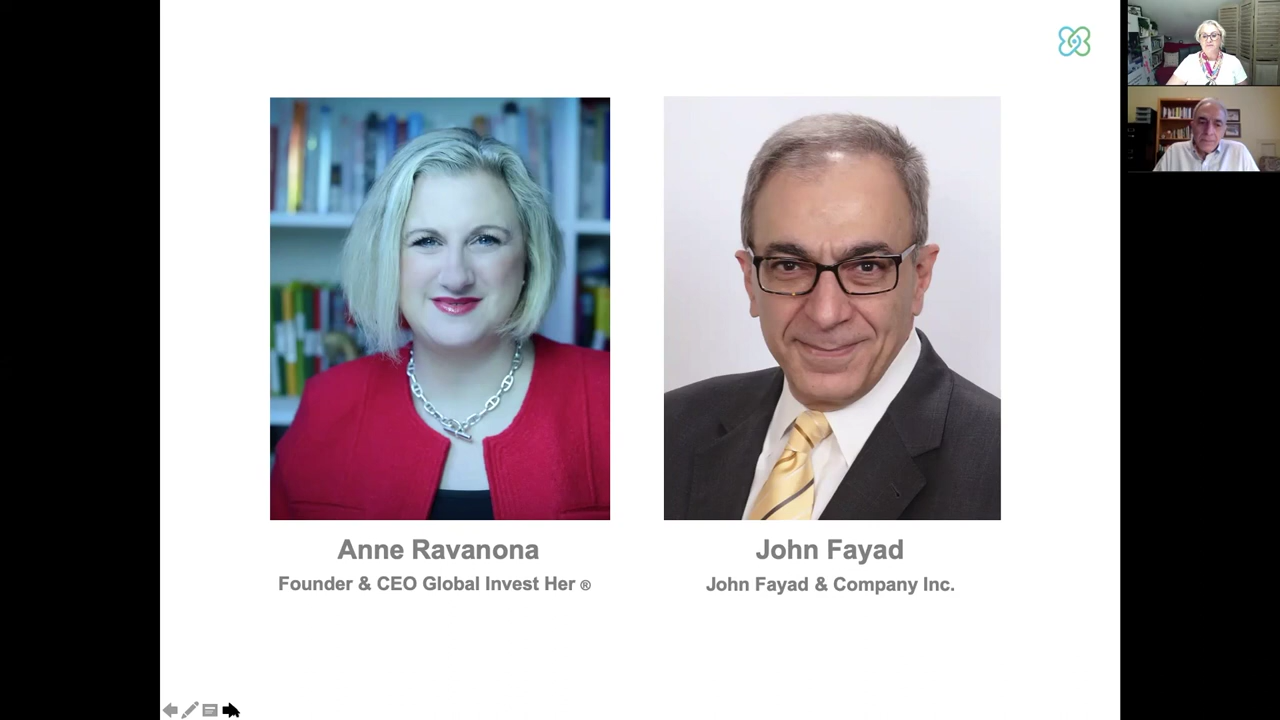 Anne Ravanona
Founder & CEO Global Invest Her ®
John Fayad
John Fayad & Company Inc.